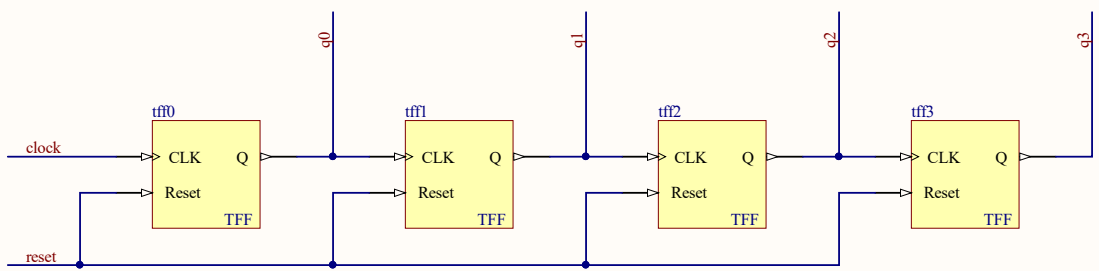 q0
q1
q2
q3
tff0
tff1
tff2
tff3
clock
CLK Q
CLK Q
CLK Q
CLK Q
Reset
Reset
Reset
Reset
TFF
TFF
TFF
TFF
reset